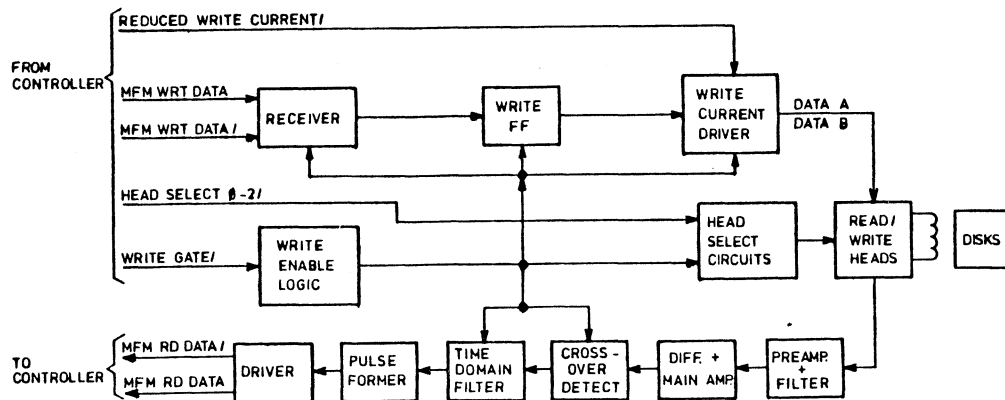 REDUCED WRITE CURRENT/
FROM
CONTROLLER
MFM WRT DATA
MFM WRT DATA/
RECEIVER
WRITE
FF
WRITE
CURRENT
DRIVER
DATA A
DATA B
HEAD SELECT 0-2/
WRITE GATE/
WRITE
ENABLE
LOGIC
HEAD
SELECT
CIRCUITS
READ/
WRITE
HEADS
DISKS
TO
CONTROLLER
MFM RD DATA/
MFM RD DATA
DRIVER
PULSE
FORMER
TIME
DOMAIN
FILTER
CROSS-
OVER
DETECT
DIFF. +
MAIN AMP.
PREAMP.
+
FILTER